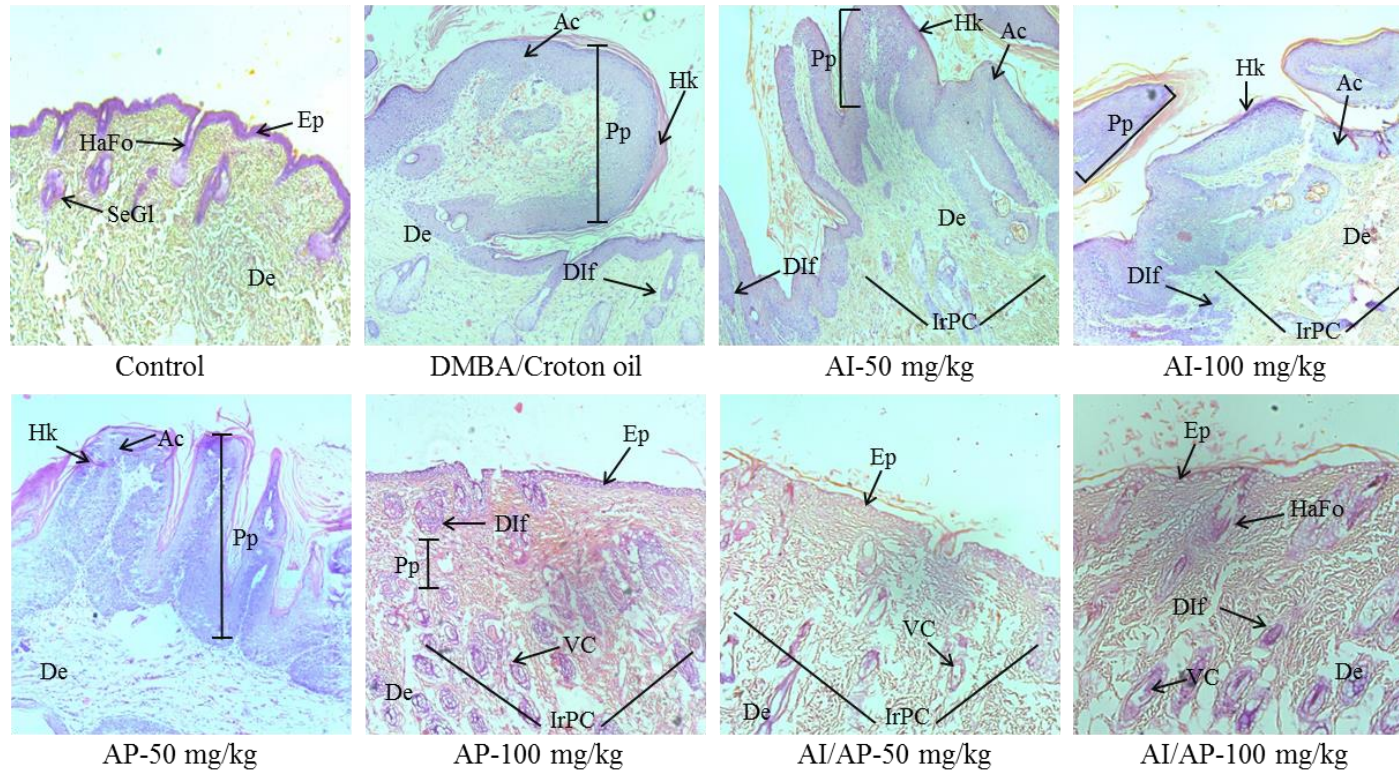 Ep
HaFo
SeGl
De
Control
Ac
Hk
Pp
De
DIf
DMBA/Croton oil
Hk
Ac
Pp
De
DIf
IrPC
AI-50 mg/kg
Hk
Ac
Pp
De
DIf
IrPC
AI-100 mg/kg
Hk
Ac
Pp
De
AP-50 mg/kg
Ep
DIf
Pp
VC
De
IrPC
AP-100 mg/kg
Ep
VC
De
IrPC
AI/AP-50 mg/kg
Ep
HaFo
DIf
VC
De
AI/AP-100 mg/kg